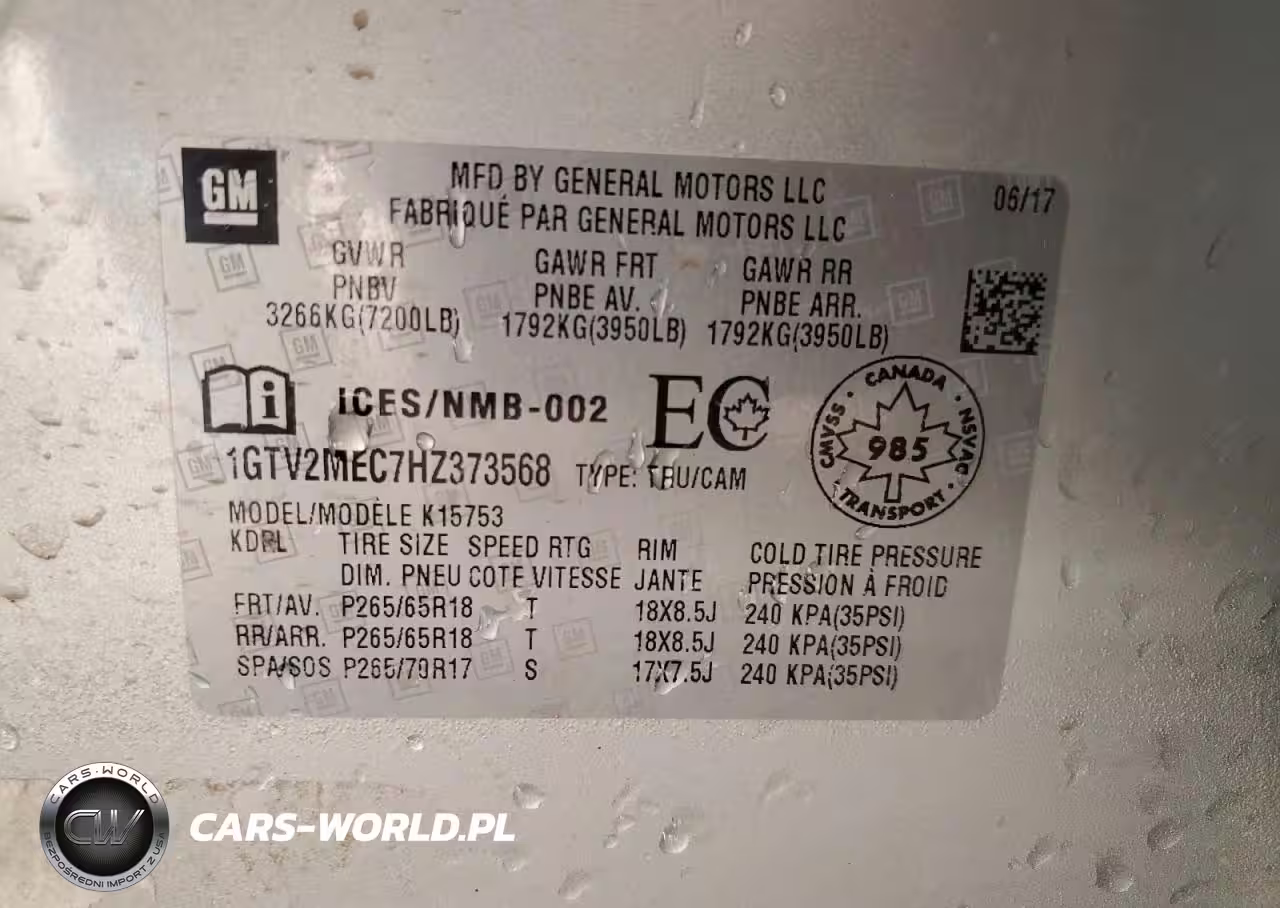 GM
MFD BY GENERAL MOTORS LLC
06/17
FABRIQUÉ PAR GENERAL MOTORS LLC
GVWR GAWR FRT GAWR RR
PNBV PNBE AV. PNBE ARR.
3266KG(7200LB) 1792KG(3950LB) 1792KG(3950LB)
ICES/NMB-002 EC
CANADA
CMVSS 985 NSVAC
TRANSPORT
1GTV2MEC7HZ373568 TYPE: TRU/CAM
MODEL/MODÈLE K15753
KDRL TIRE SIZE SPEED RTG RIM COLD TIRE PRESSURE
DIM. PNEU COTE VITESSE JANTE PRESSION À FROID
FRT/AV. P265/65R18 T 18X8.5J 240 KPA(35PSI)
RR/ARR. P265/65R18 T 18X8.5J 240 KPA(35PSI)
SPA/SOS P265/70R17 S 17X7.5J 240 KPA(35PSI)
CARS-WORLD
CW
BEZPOŚREDNI IMPORT Z USA
CARS-WORLD.PL